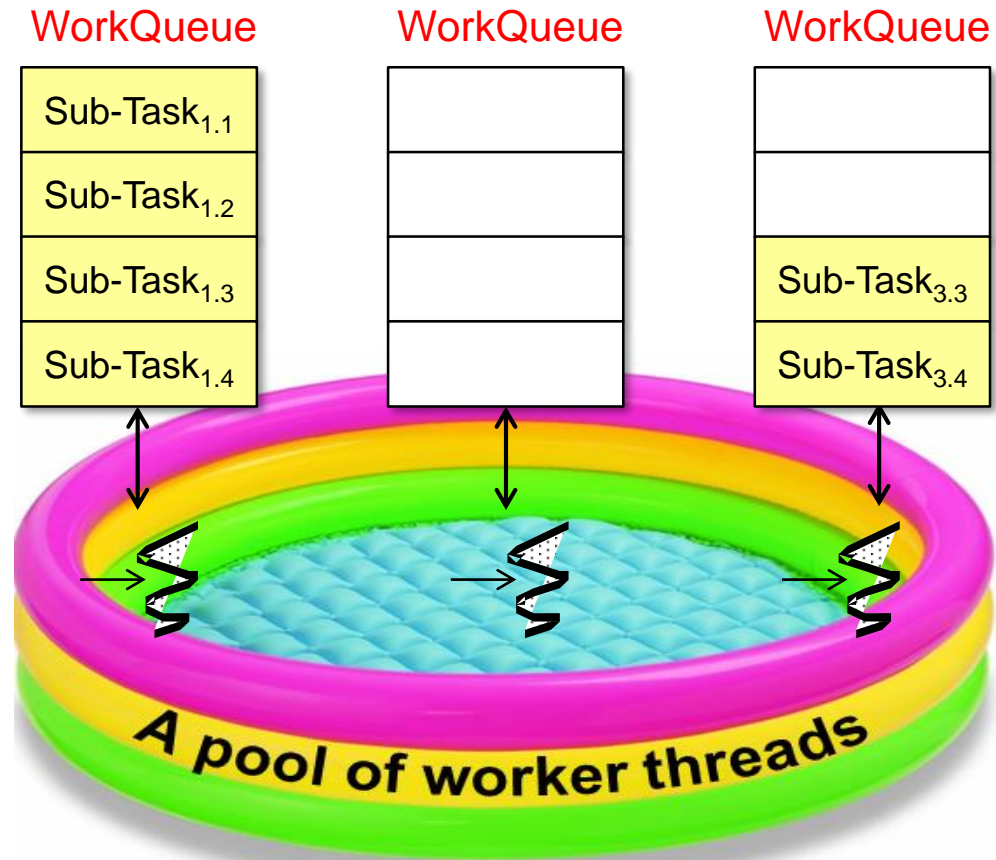 WorkQueue WorkQueue WorkQueue
Sub-Task1.1
Sub-Task1.2
Sub-Task1.3 Sub-Task3.3
Sub-Task1.4 Sub-Task3.4
A pool of worker threads